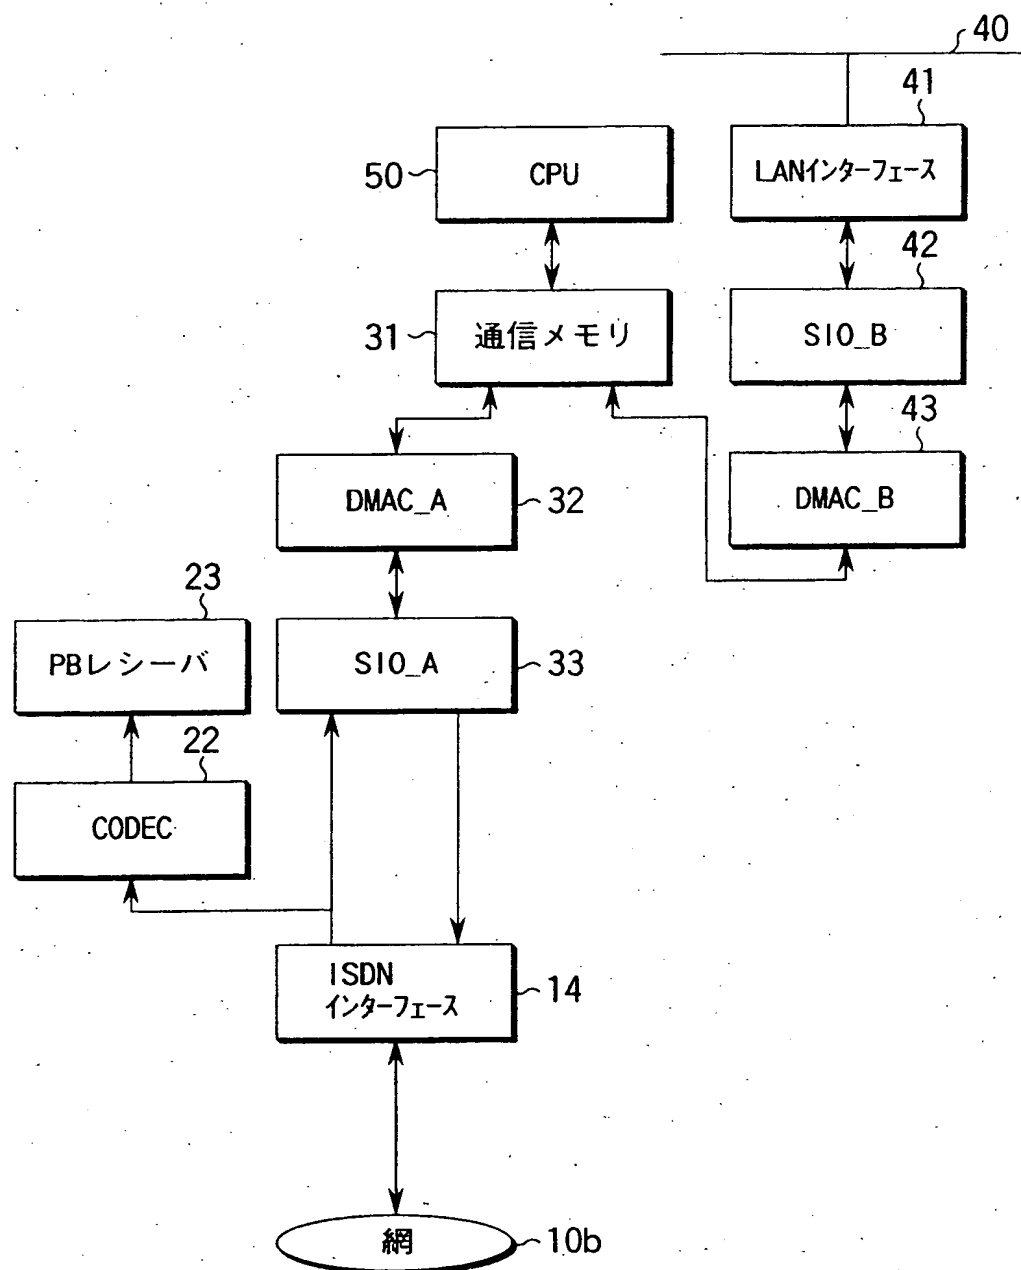 40
41
50
CPU
LANインターフェース
42
31
通信メモリ
SIO_B
43
DMAC_A
32
DMAC_B
23
PBレシーバ
SIO_A
33
22
CODEC
ISDN
インターフェース
14
網
10b